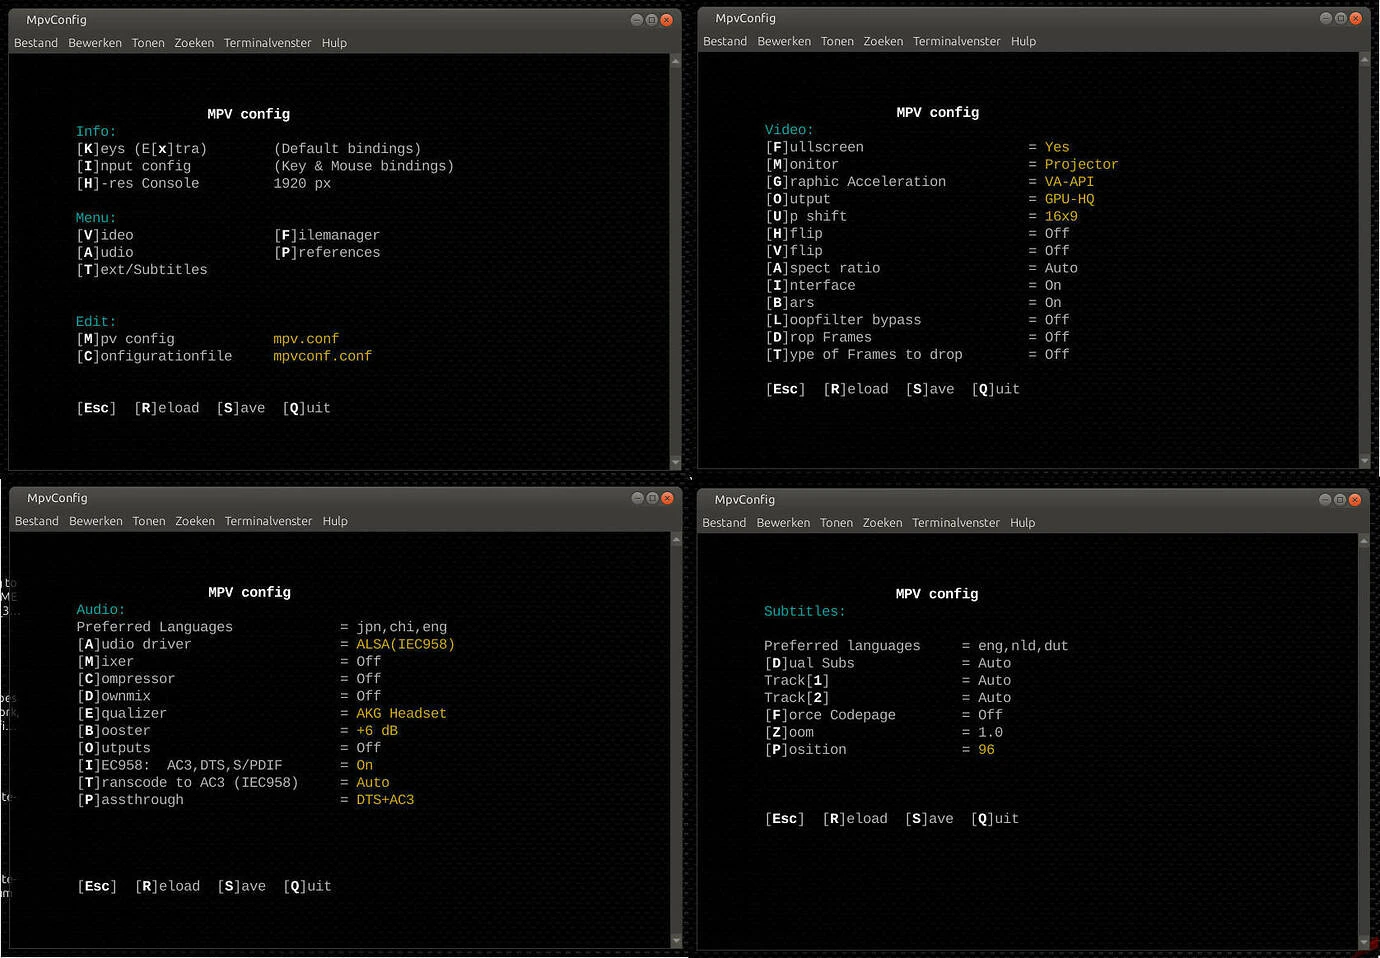 MpvConfig
Bestand Bewerken Tonen Zoeken Terminalvenster Hulp
MPV config
Info:
[K]eys (E[x]tra) (Default bindings)
[I]nput config (Key & Mouse bindings)
[H]-res Console 1920 px
Menu:
[V]ideo [F]ilemanager
[A]udio [P]references
[T]ext/Subtitles
Edit:
[M]pv config mpv.conf
[C]onfigurationfile mpvconf.conf
[Esc] [R]eload [S]ave [Q]uit
MpvConfig
Bestand Bewerken Tonen Zoeken Terminalvenster Hulp
MPV config
Video:
[F]ullscreen = Yes
[M]onitor = Projector
[G]raphic Acceleration = VA-API
[O]utput = GPU-HQ
[U]p shift = 16x9
[H]flip = Off
[V]flip = Off
[A]spect ratio = Auto
[I]nterface = On
[B]ars = On
[L]oopfilter bypass = Off
[D]rop Frames = Off
[T]ype of Frames to drop = Off
[Esc] [R]eload [S]ave [Q]uit
MpvConfig
Bestand Bewerken Tonen Zoeken Terminalvenster Hulp
MPV config
Audio:
Preferred Languages = jpn,chi,eng
[A]udio driver = ALSA(IEC958)
[M]ixer = Off
[C]ompressor = Off
[D]ownmix = Off
[E]qualizer = AKG Headset
[B]ooster = +6 dB
[O]utputs = Off
[I]EC958: AC3,DTS,S/PDIF = On
[T]ranscode to AC3 (IEC958) = Auto
[P]assthrough = DTS+AC3
[Esc] [R]eload [S]ave [Q]uit
MpvConfig
Bestand Bewerken Tonen Zoeken Terminalvenster Hulp
MPV config
Subtitles:
Preferred languages = eng,nld,dut
[D]ual Subs = Auto
Track[1] = Auto
Track[2] = Auto
[F]orce Codepage = Off
[Z]oom = 1.0
[P]osition = 96
[Esc] [R]eload [S]ave [Q]uit